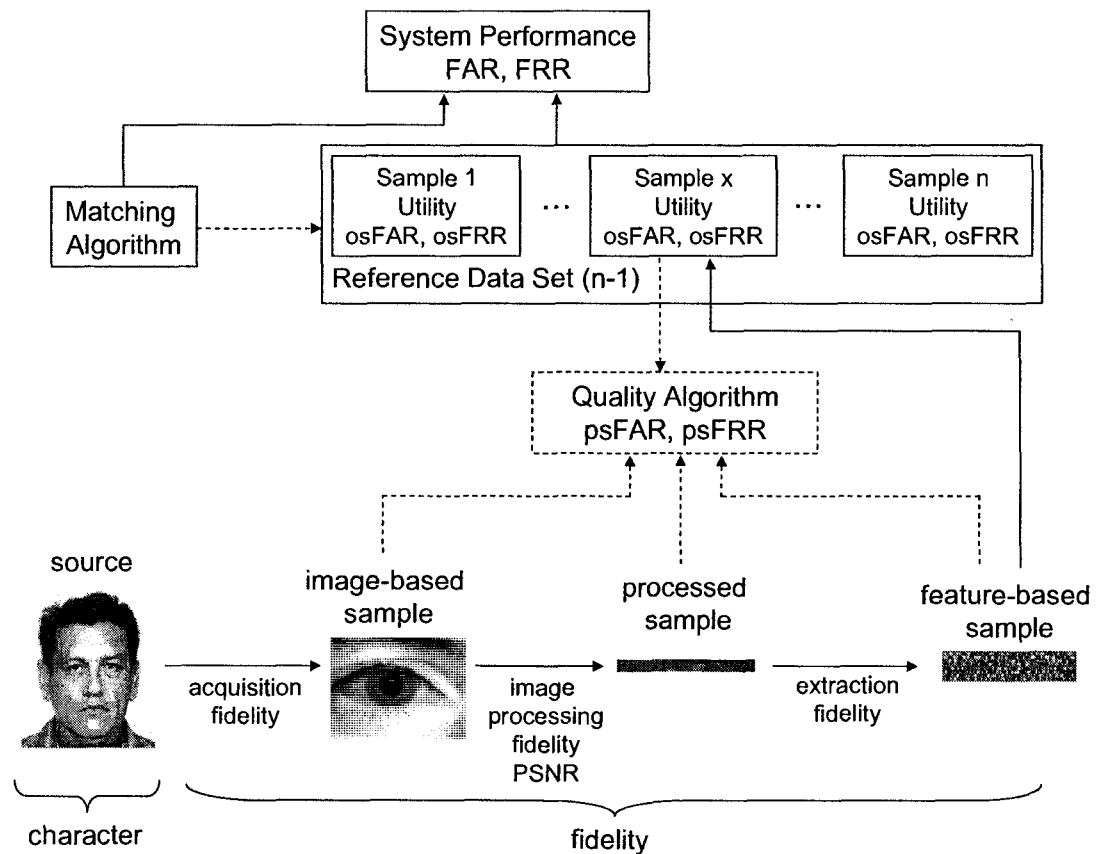 System Performance
FAR, FRR
Sample 1
Utility
osFAR, osFRR
...
Sample x
Utility
osFAR, osFRR
...
Sample n
Utility
osFAR, osFRR
Matching
Algorithm
Reference Data Set (n-1)
Quality Algorithm
psFAR, psFRR
source
image-based
sample
processed
sample
feature-based
sample
acquisition
fidelity
image
processing
fidelity
PSNR
extraction
fidelity
character
fidelity